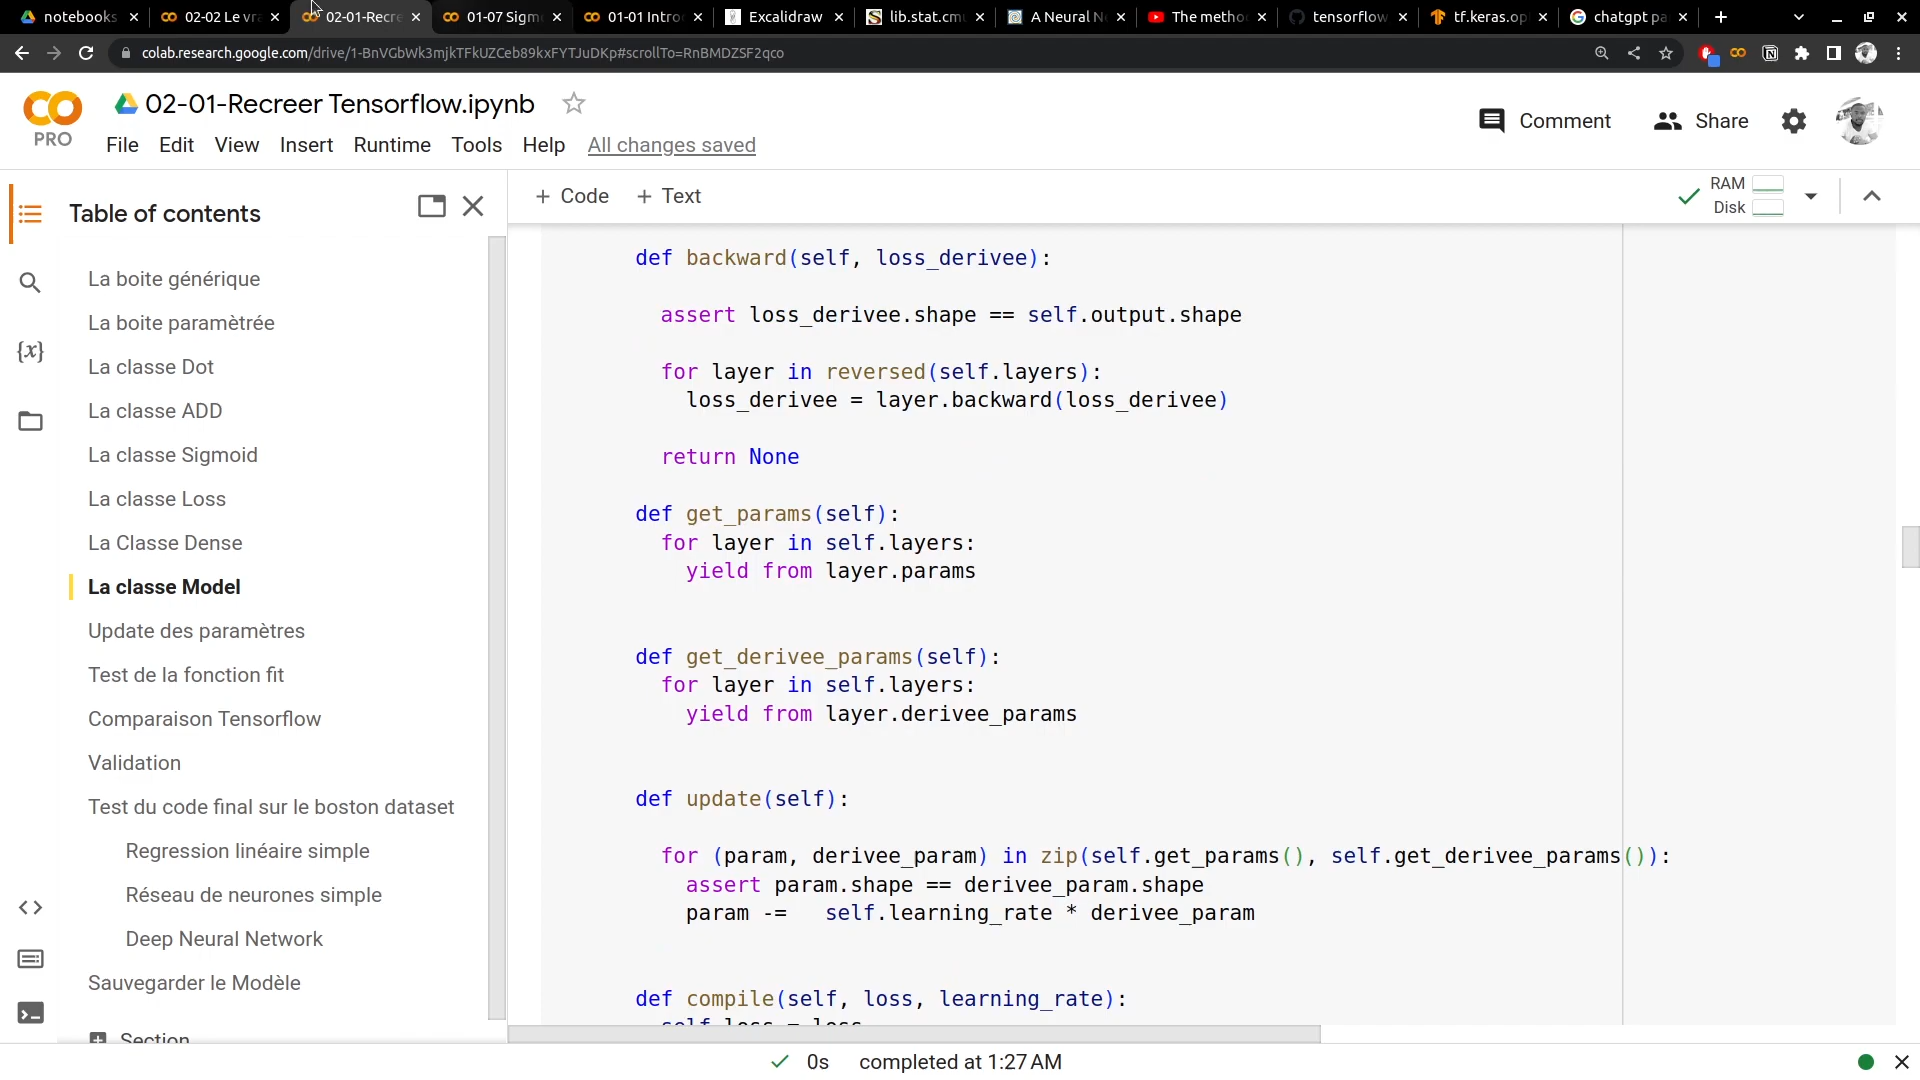 notebooks
02-02 Le vra
02-01-Recre
01-07 Sigm
01-01 Intro
Excalidraw
lib.stat.cmu
A Neural N
The metho
tensorflow
tf.keras.op
chatgpt pa
colab.research.google.com/drive/1-BnVGbWk3mjkTFkUZCeb89kxFYTJuDKp#scrollTo=RnBMDZSF2qco
PRO
02-01-Recreer Tensorflow.ipynb
File Edit View Insert Runtime Tools Help All changes saved
Comment
Share
Table of contents
+ Code + Text
RAM
Disk
La boite générique
La boite paramètrée
La classe Dot
La classe ADD
La classe Sigmoid
La classe Loss
La Classe Dense
La classe Model
Update des paramètres
Test de la fonction fit
Comparaison Tensorflow
Validation
Test du code final sur le boston dataset
Regression linéaire simple
Réseau de neurones simple
Deep Neural Network
Sauvegarder le Modèle
Section
{x}
def backward(self, loss_derivee):
assert loss_derivee.shape == self.output.shape
for layer in reversed(self.layers):
loss_derivee = layer.backward(loss_derivee)
return None
def get_params(self):
for layer in self.layers:
yield from layer.params
def get_derivee_params(self):
for layer in self.layers:
yield from layer.derivee_params
def update(self):
for (param, derivee_param) in zip(self.get_params(), self.get_derivee_params()):
assert param.shape == derivee_param.shape
param -= self.learning_rate * derivee_param
def compile(self, loss, learning_rate):
self.loss = loss
0s completed at 1:27 AM